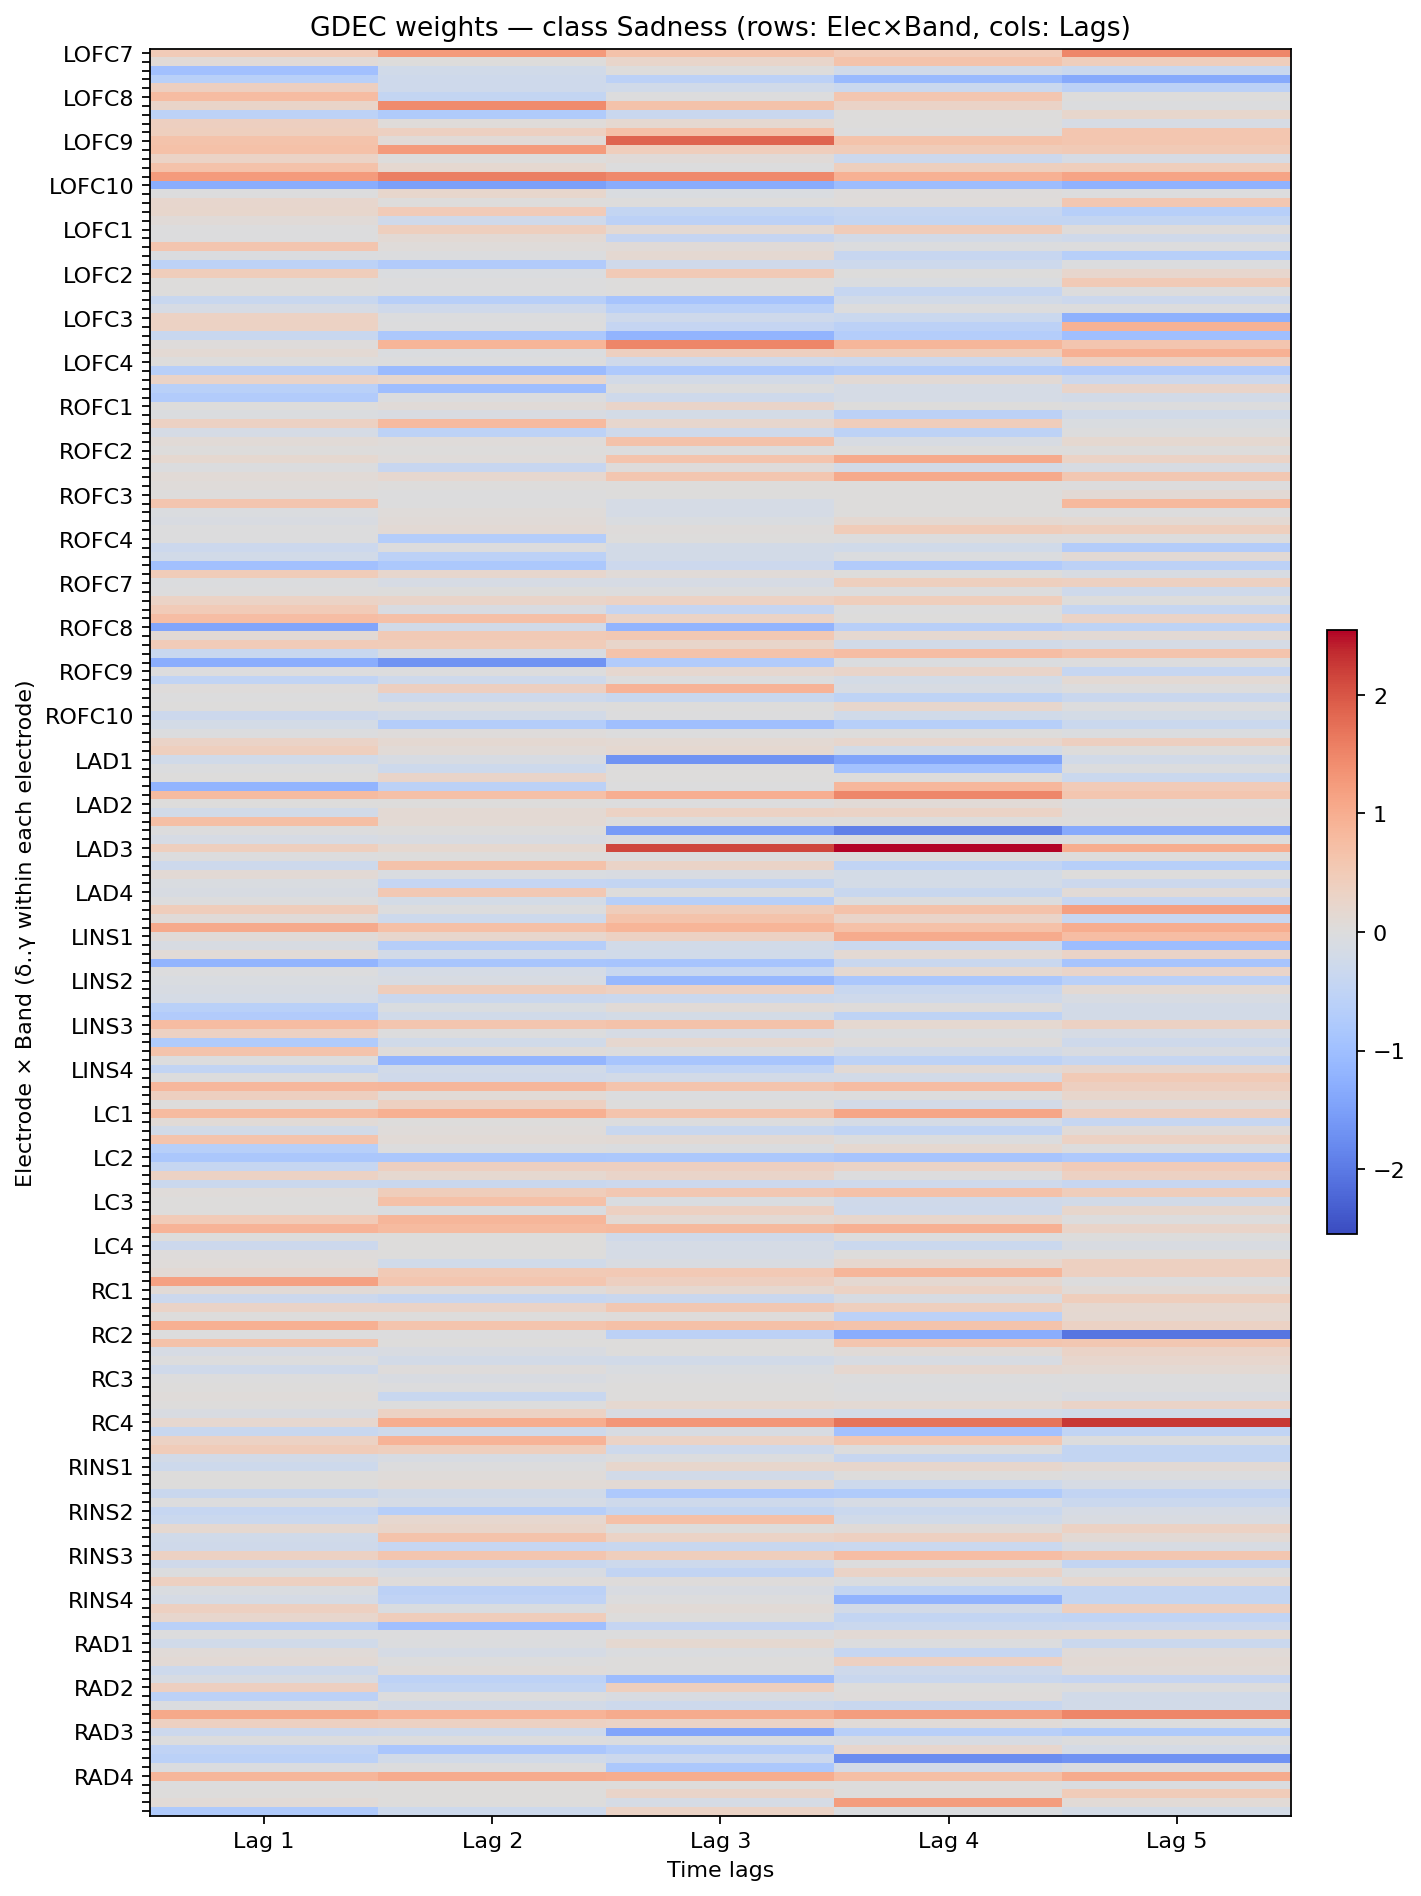 GDEC weights — class Sadness (rows: Elec×Band, cols: Lags)
Electrode × Band (δ..γ within each electrode)
LOFC7
LOFC8
LOFC9
LOFC10
LOFC1
LOFC2
LOFC3
LOFC4
ROFC1
ROFC2
ROFC3
ROFC4
ROFC7
ROFC8
ROFC9
ROFC10
LAD1
LAD2
LAD3
LAD4
LINS1
LINS2
LINS3
LINS4
LC1
LC2
LC3
LC4
RC1
RC2
RC3
RC4
RINS1
RINS2
RINS3
RINS4
RAD1
RAD2
RAD3
RAD4
Lag 1 Lag 2 Lag 3 Lag 4 Lag 5
Time lags
2
1
0
−1
−2